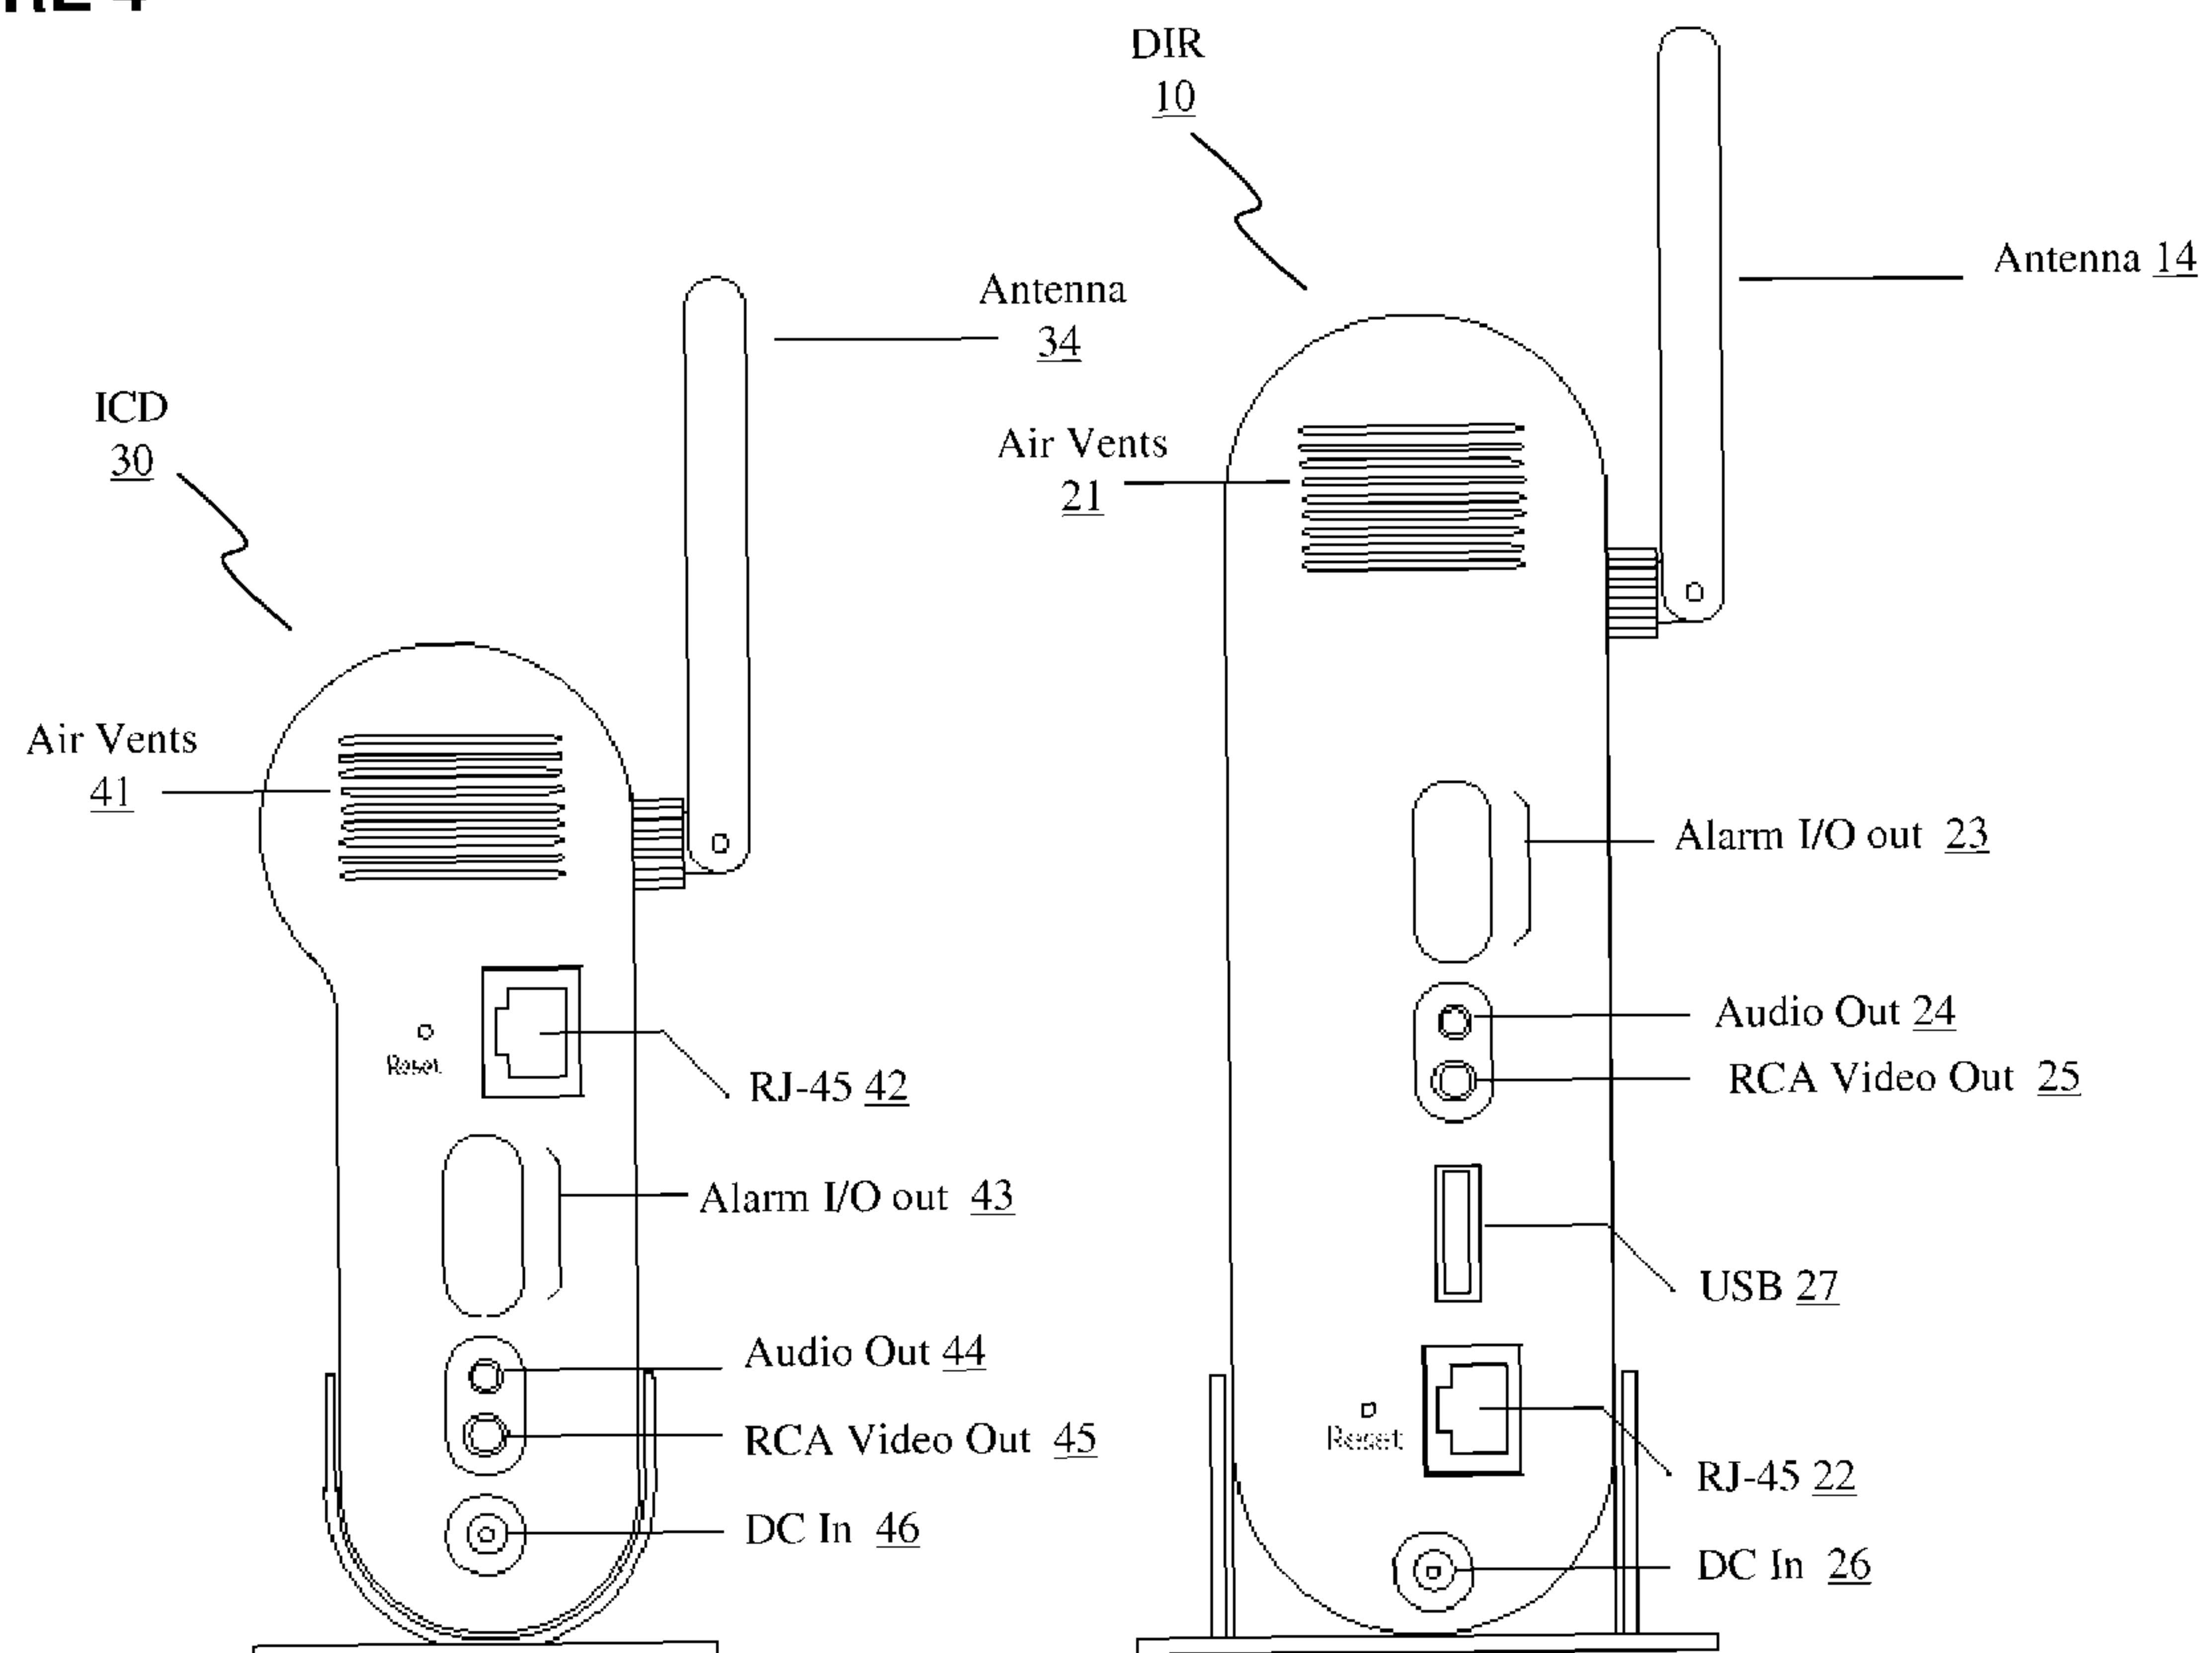 DIR
10
Antenna 14
Antenna
34
ICD
30
Air Vents
21
Air Vents
41
Alarm I/O out 23
Audio Out 24
RCA Video Out 25
Reset
RJ-45 42
Alarm I/O out 43
USB 27
Audio Out 44
RCA Video Out 45
Reset
RJ-45 22
DC In 46
DC In 26